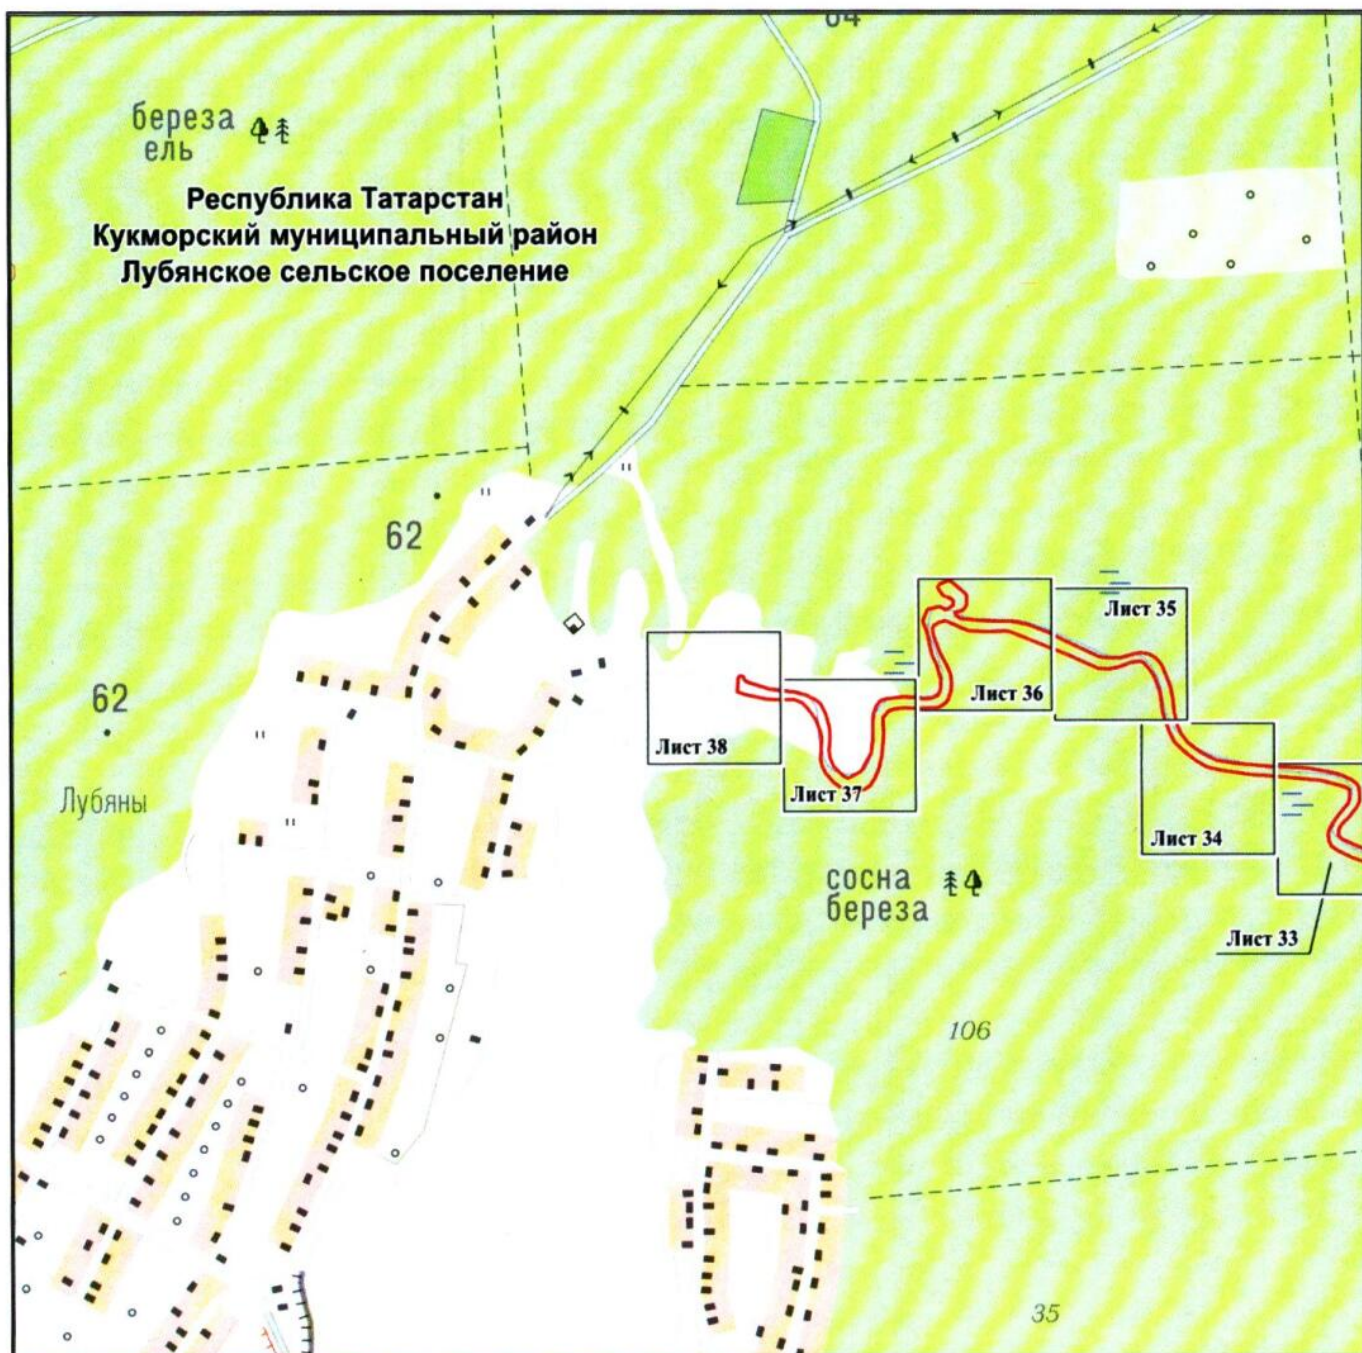 береза
ель
Республика Татарстан
Кукморский муниципальный район
Лубянское сельское поселение
62
62
Лубяны
Лист 35
Лист 36
Лист 38
Лист 37
Лист 34
сосна
береза
Лист 33
106
35